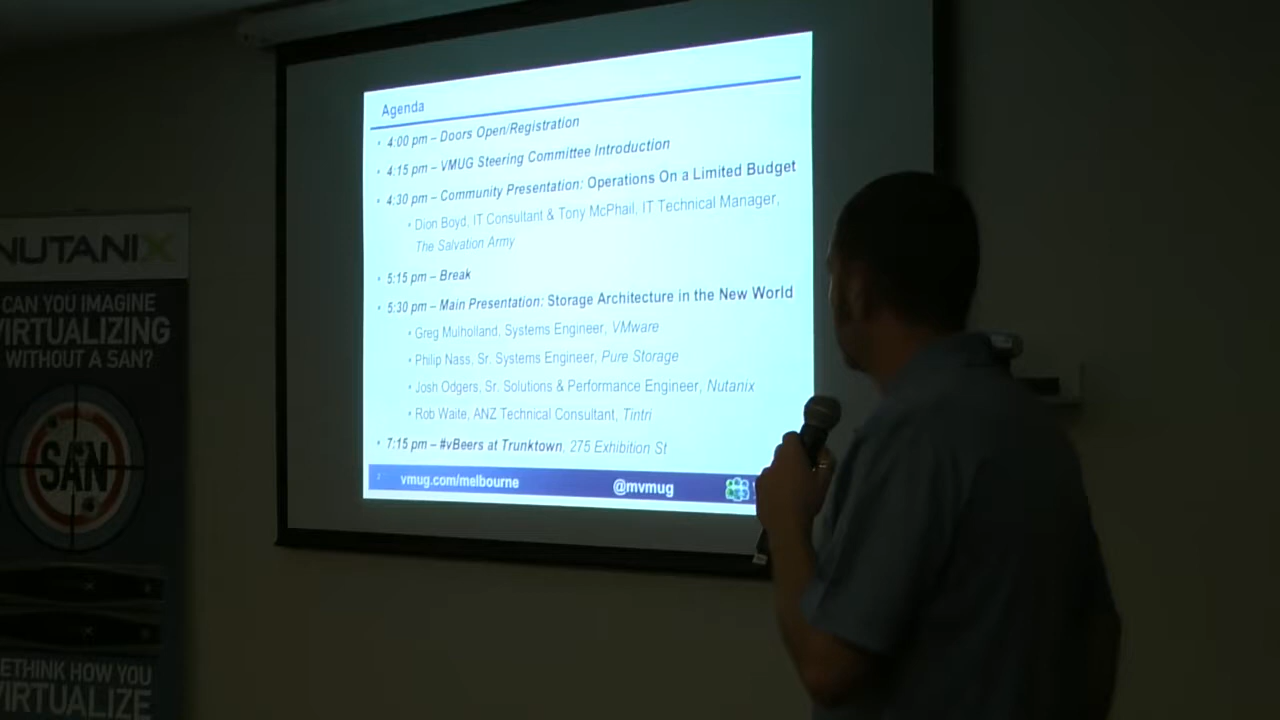 Agenda
• 4:00 pm – Doors Open/Registration
• 4:15 pm – VMUG Steering Committee Introduction
• 4:30 pm – Community Presentation: Operations On a Limited Budget
• Dion Boyd, IT Consultant & Tony McPhail, IT Technical Manager,
The Salvation Army
• 5:15 pm – Break
• 5:30 pm – Main Presentation: Storage Architecture in the New World
• Greg Mulholland, Systems Engineer, VMware
• Philip Nass, Sr. Systems Engineer, Pure Storage
• Josh Odgers, Sr. Solutions & Performance Engineer, Nutanix
• Rob Waite, ANZ Technical Consultant, Tintri
• 7:15 pm – #vBeers at Trunktown, 275 Exhibition St
vmug.com/melbourne @mvmug
NUTANIX
CAN YOU IMAGINE
VIRTUALIZING
WITHOUT A SAN?
SAN
RETHINK HOW YOU
VIRTUALIZE